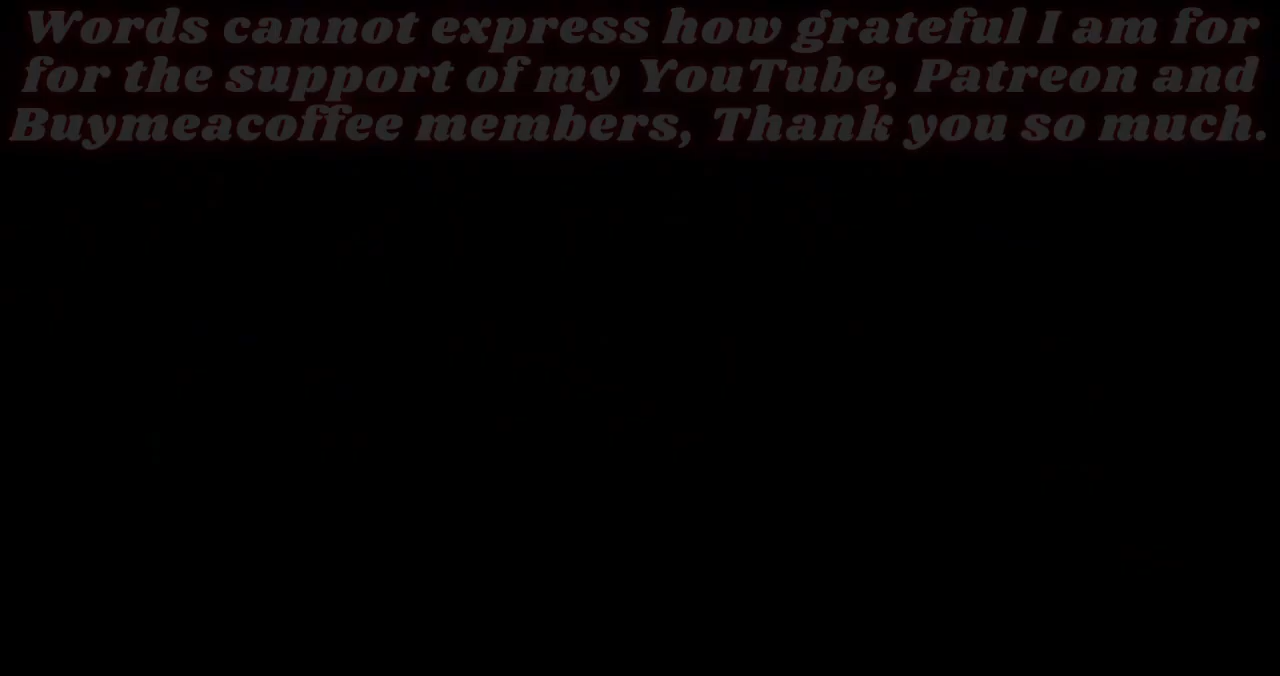 Words cannot express how grateful I am for
for the support of my YouTube, Patreon and
Buymeacoffee members, Thank you so much.